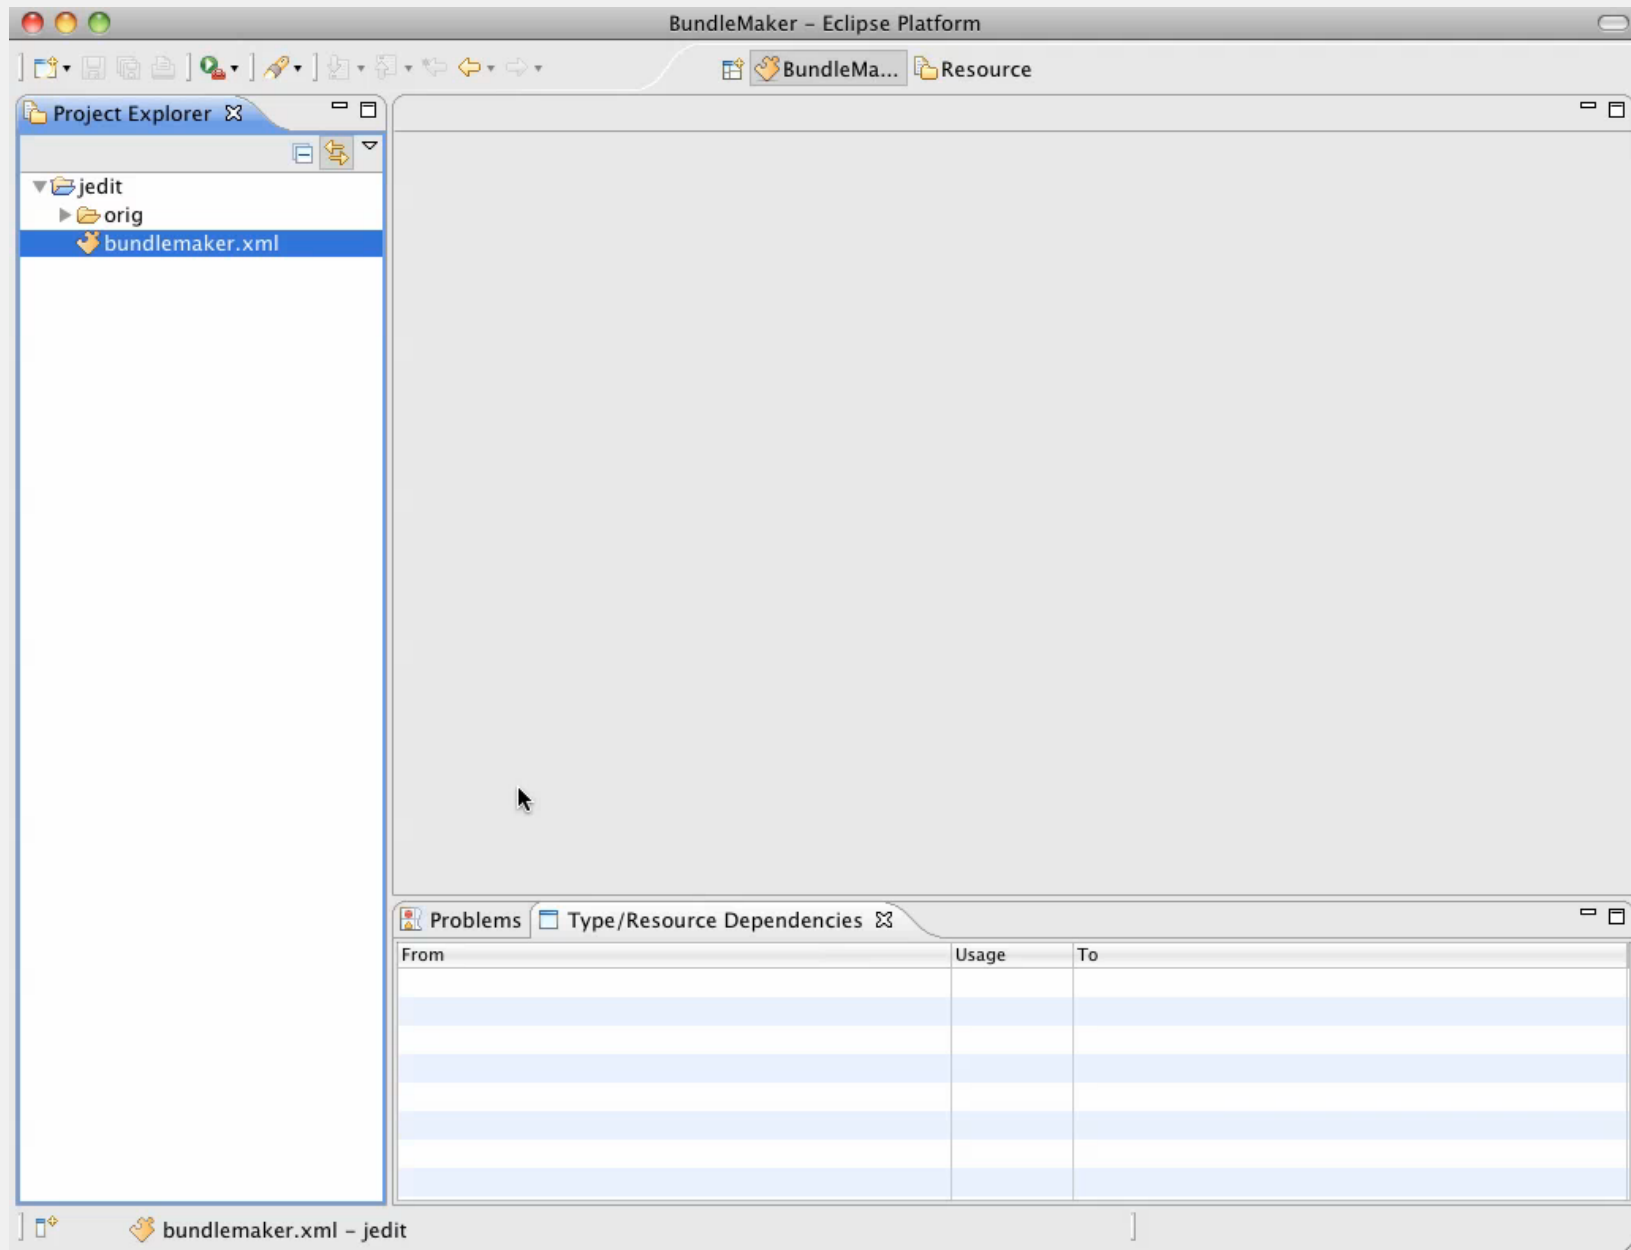 BundleMaker – Eclipse Platform
BundleMa... Resource
Project Explorer
jedit
orig
bundlemaker.xml
Problems Type/Resource Dependencies
From Usage To
bundlemaker.xml – jedit